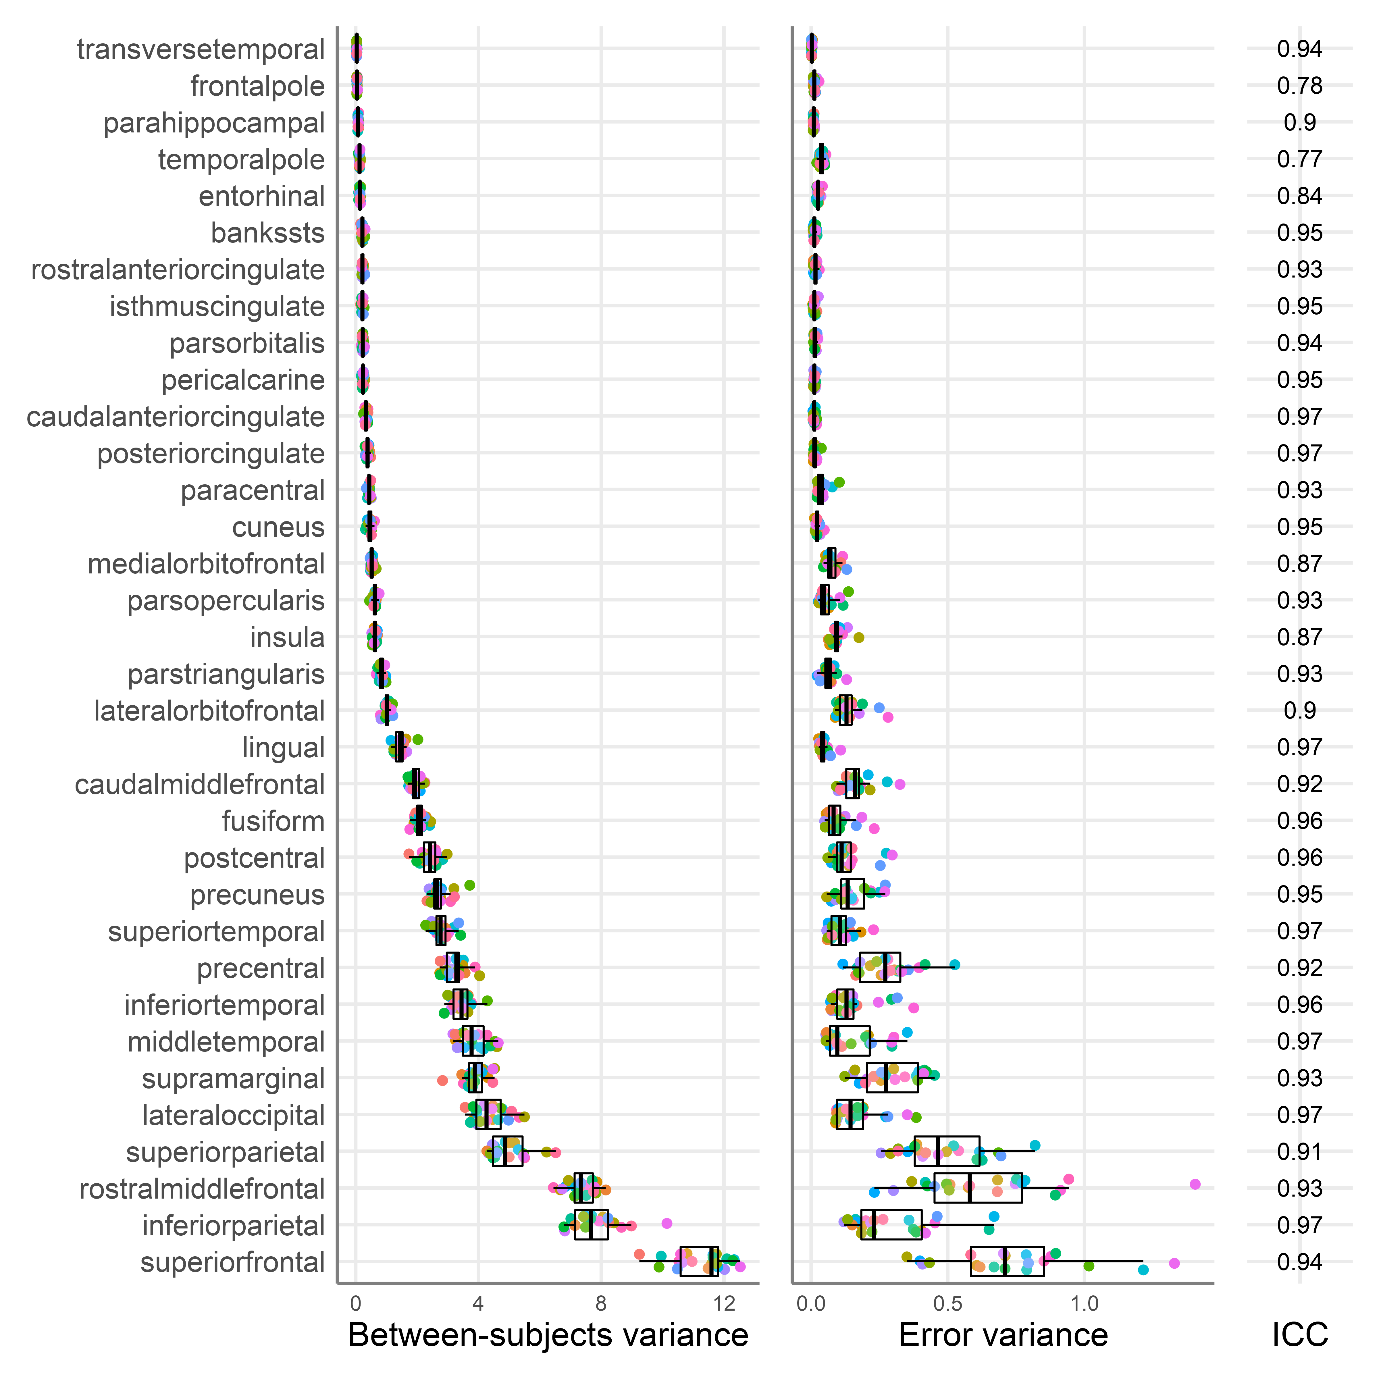 transversetemporal 0.94
frontalpole 0.78
parahippocampal 0.9
temporalpole 0.77
entorhinal 0.84
bankssts 0.95
rostralanteriorcingulate 0.93
isthmuscingulate 0.95
parsorbitalis 0.94
pericalcarine 0.95
caudalanteriorcingulate 0.97
posteriorcingulate 0.97
paracentral 0.93
cuneus 0.95
medialorbitofrontal 0.87
parsopercularis 0.93
insula 0.87
parstriangularis 0.93
lateralorbitofrontal 0.9
lingual 0.97
caudalmiddlefrontal 0.92
fusiform 0.96
postcentral 0.96
precuneus 0.95
superiortemporal 0.97
precentral 0.92
inferiortemporal 0.96
middletemporal 0.97
supramarginal 0.93
lateraloccipital 0.97
superiorparietal 0.91
rostralmiddlefrontal 0.93
inferiorparietal 0.97
superiorfrontal 0.94
0 4 8 12 0.0 0.5 1.0
Between-subjects variance Error variance ICC